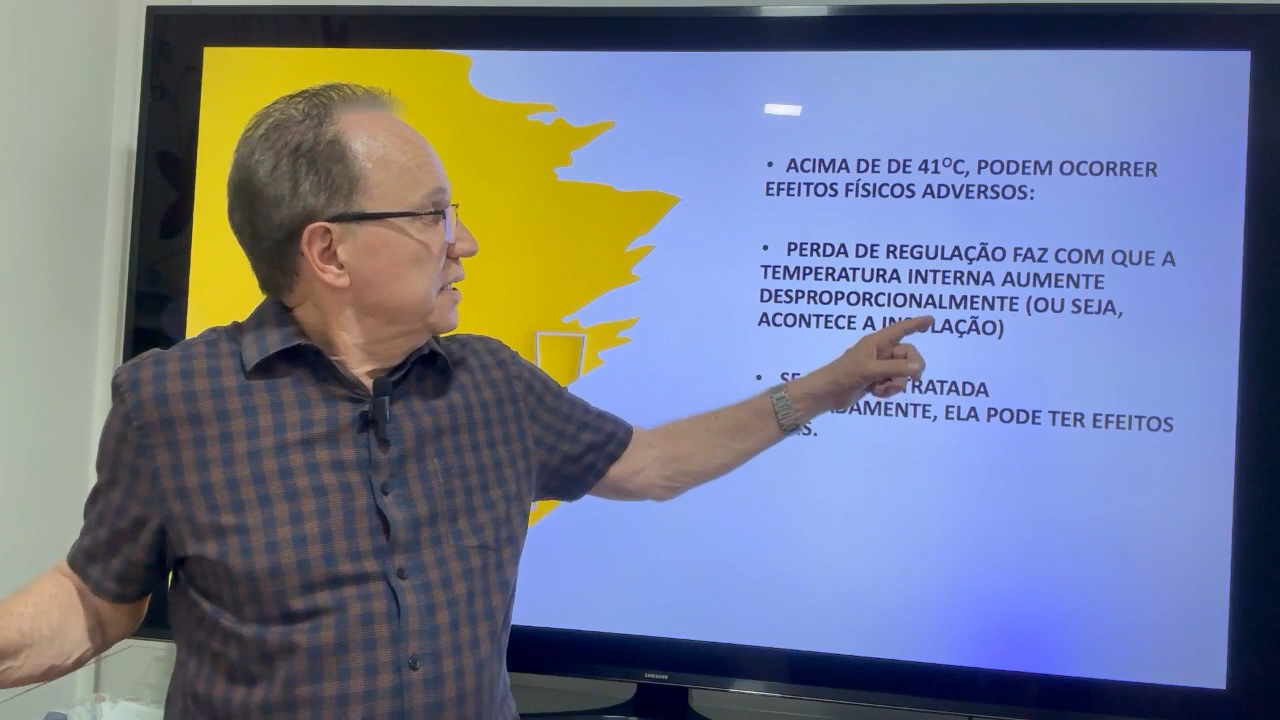 • ACIMA DE DE 41ºC, PODEM OCORRER
EFEITOS FÍSICOS ADVERSOS:
• PERDA DE REGULAÇÃO FAZ COM QUE A
TEMPERATURA INTERNA AUMENTE
DESPROPORCIONALMENTE (OU SEJA,
ACONTECE A
• SE
ELA PODE TER EFEITOS
SAMSUNG